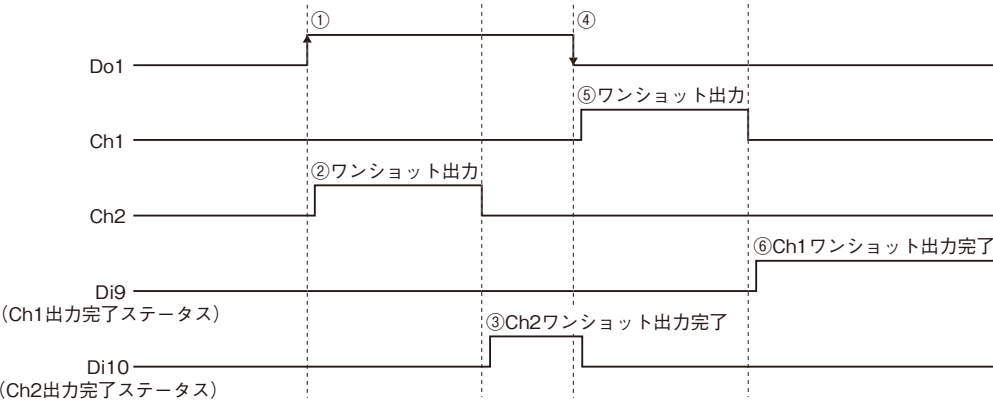 ① ④
Do1
⑤ワンショット出力
Ch1
②ワンショット出力
Ch2
⑥Ch1ワンショット出力完了
Di9
（Ch1出力完了ステータス）
③Ch2ワンショット出力完了
Di10
（Ch2出力完了ステータス）